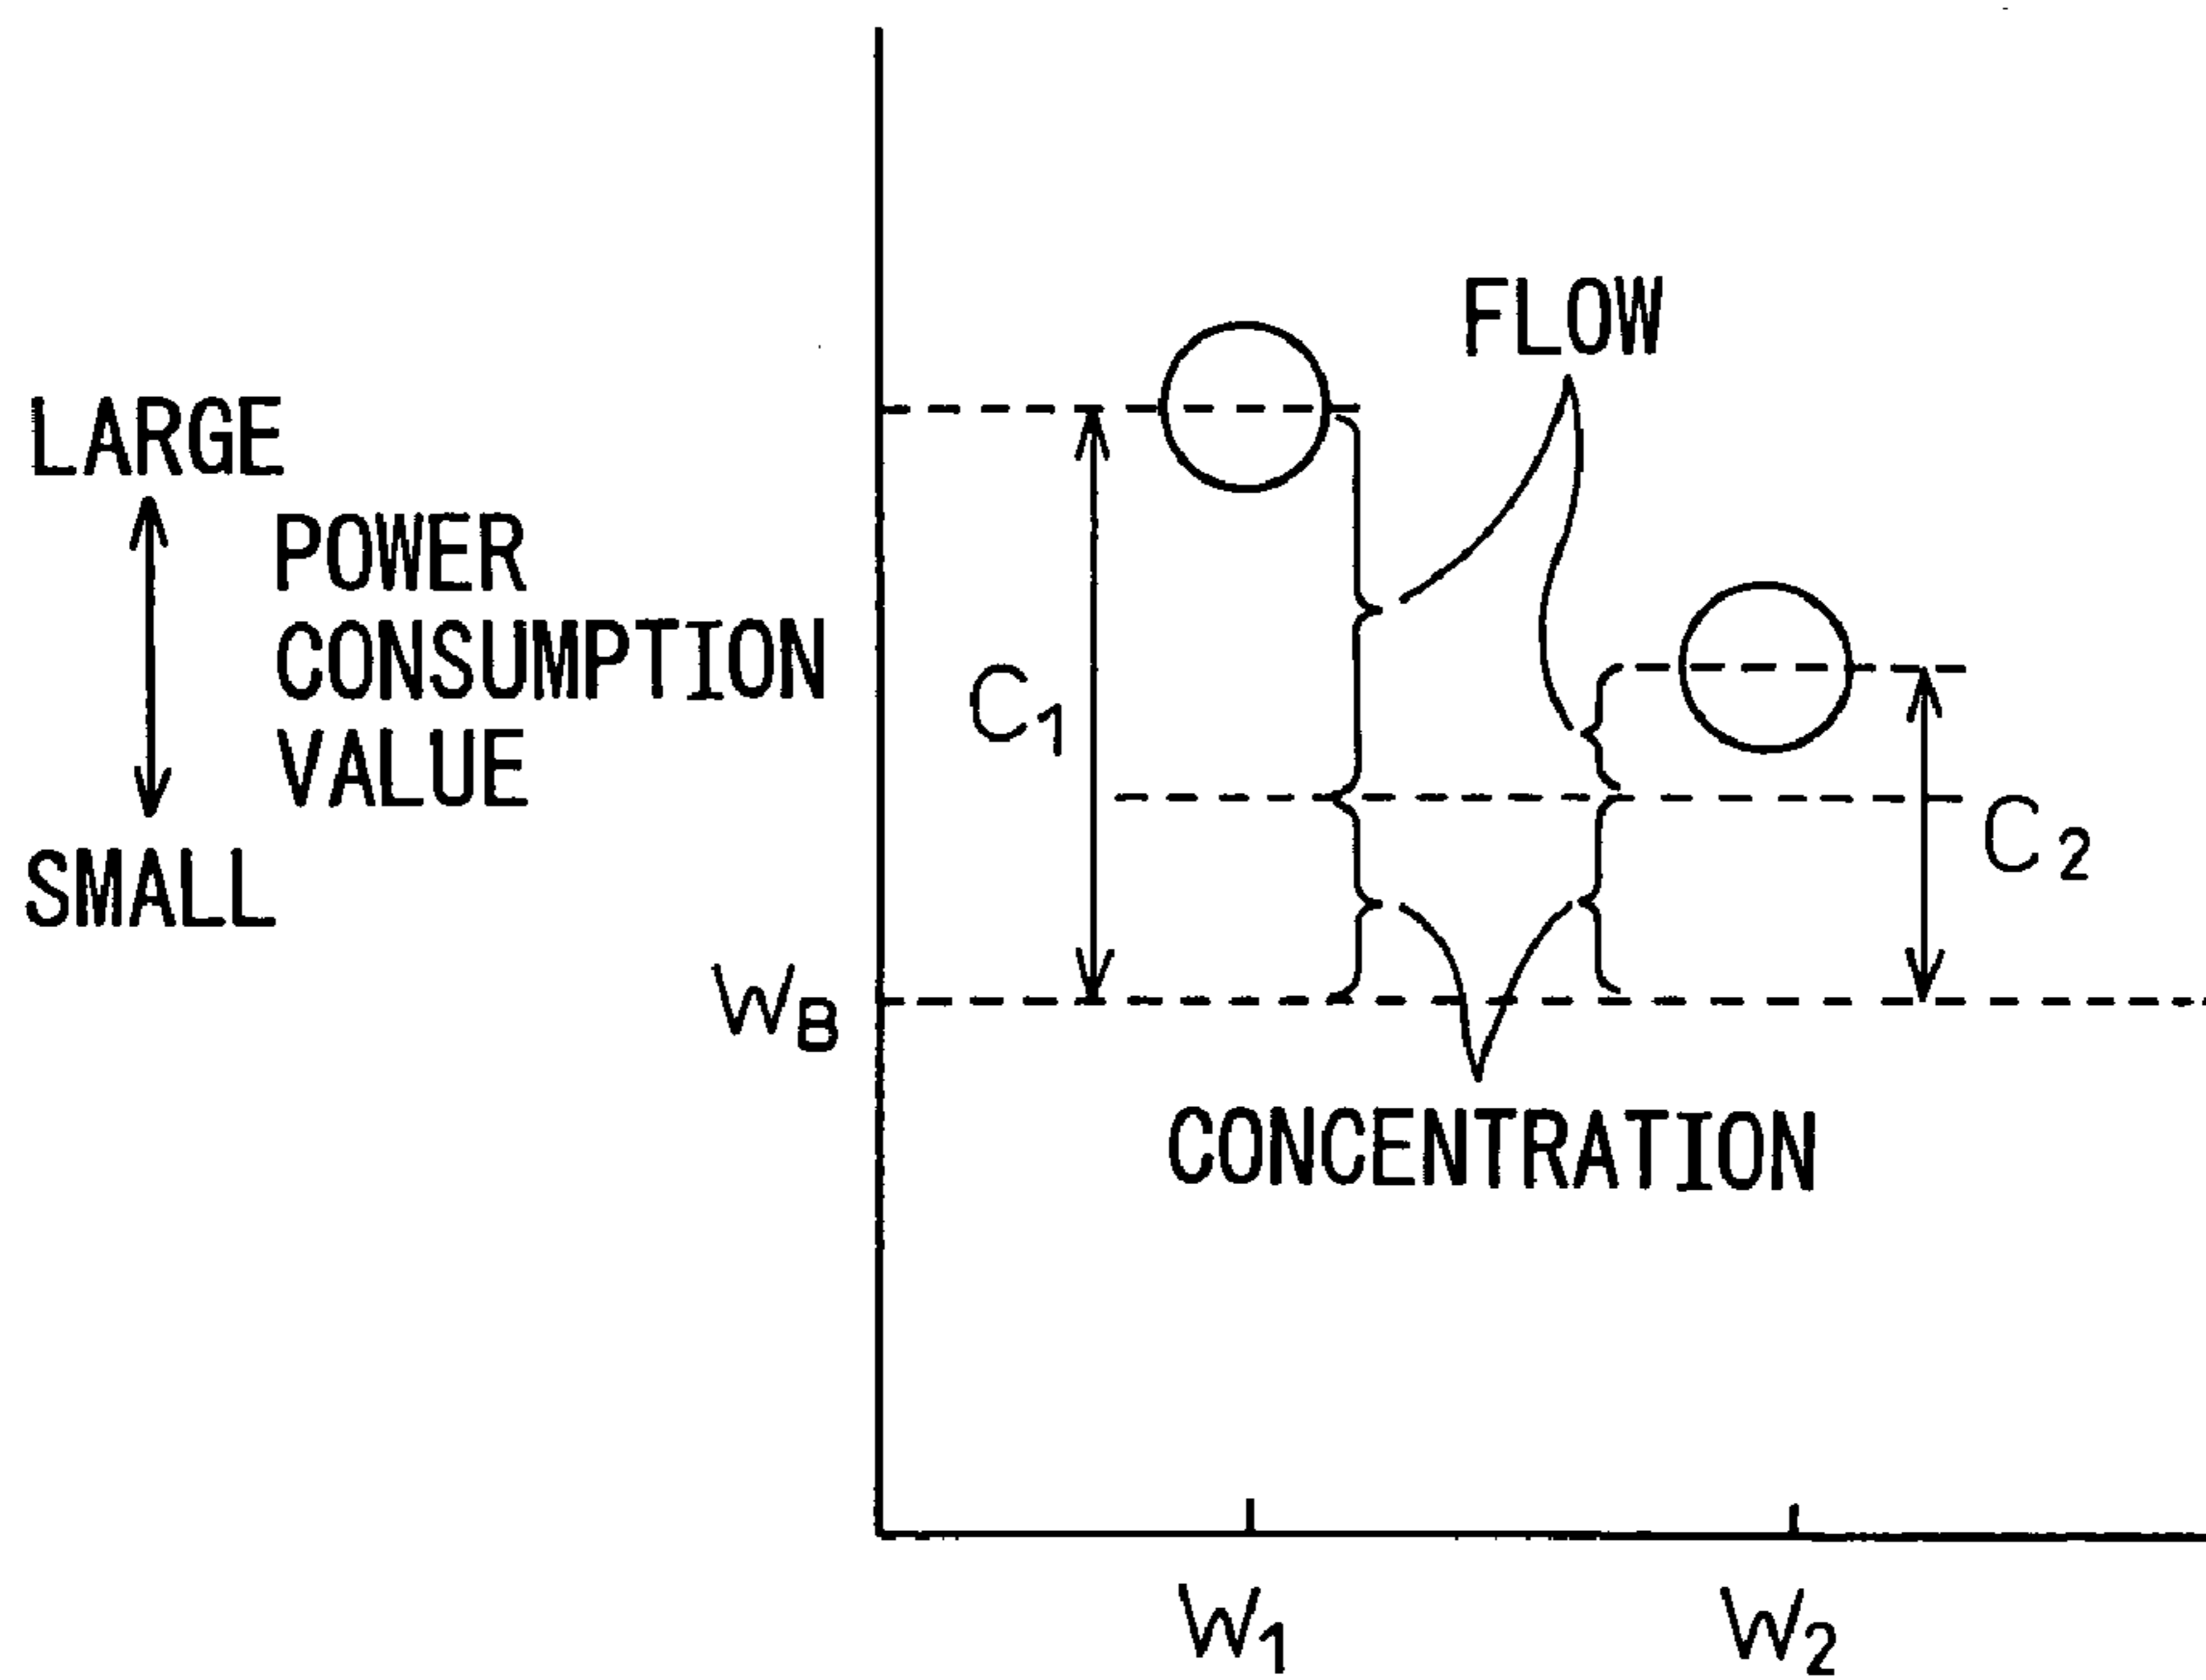 FLOW
LARGE
POWER
CONSUMPTION
VALUE
SMALL
C1
C2
WB
CONCENTRATION
W1
W2